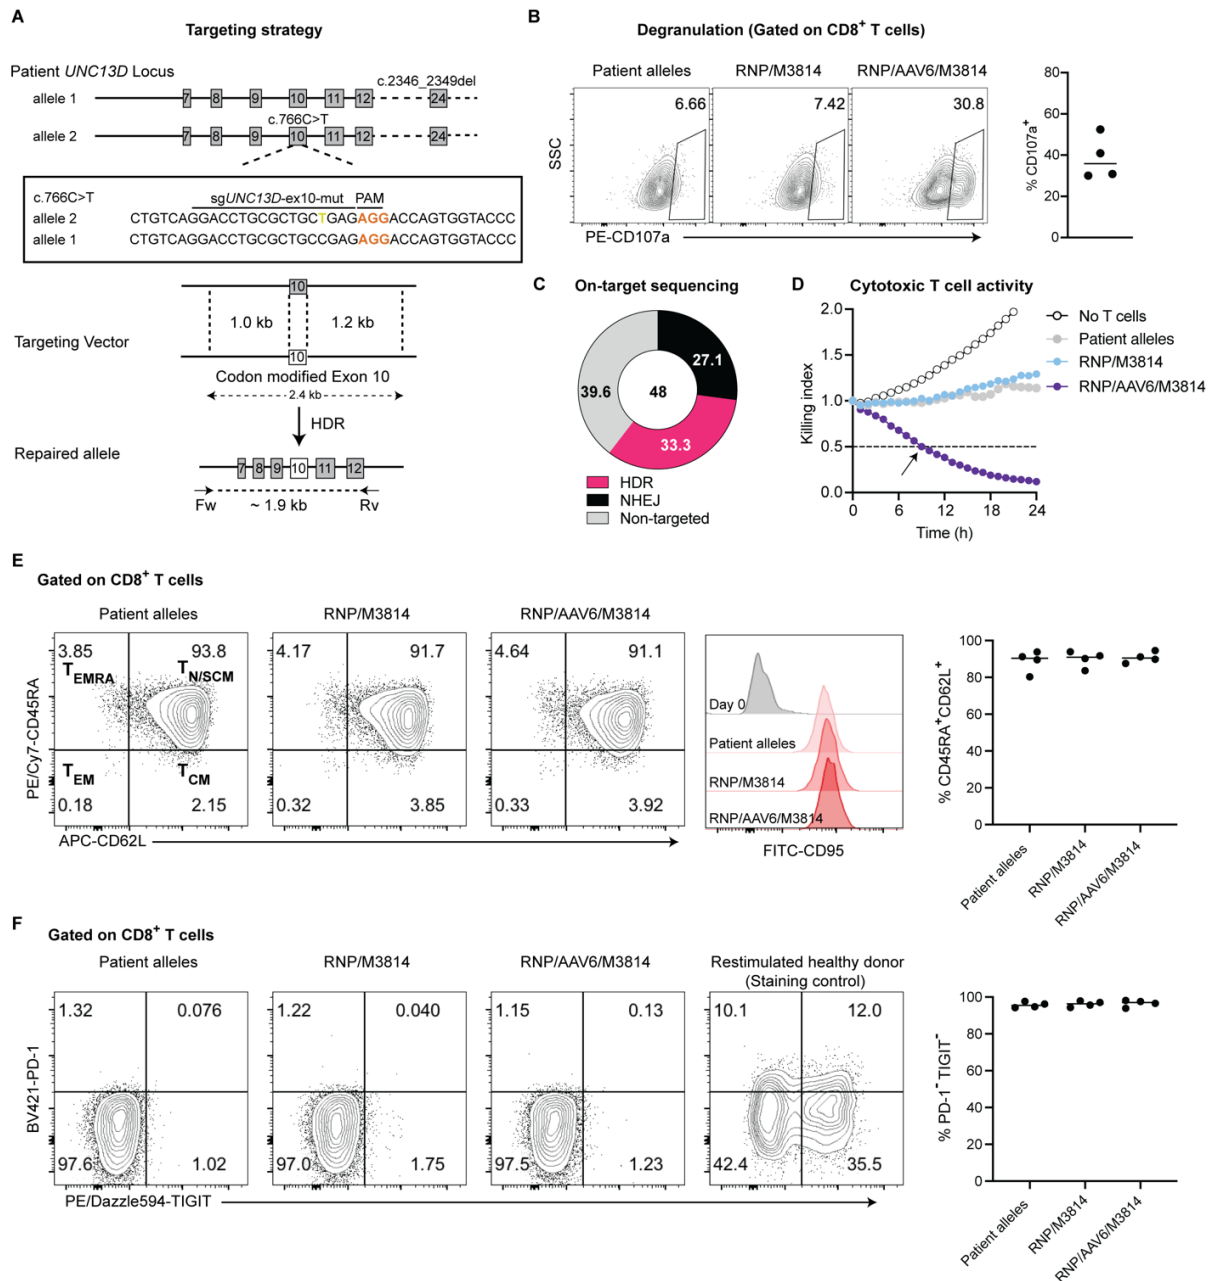 A
Targeting strategy
Patient UNC13D Locus
c.2346_2349del
allele 1
7 8 9 10 11 12 24
c.766C>T
allele 2
7 8 9 10 11 12 24
c.766C>T
sgUNC13D-ex10-mut PAM
allele 2 CTGTCAGGACCTGCGCTGCTGAGAGGACCAGTGGTACCC
allele 1 CTGTCAGGACCTGCGCTGCCGAGAGGACCAGTGGTACCC
10
1.0 kb 1.2 kb
Targeting Vector
10
Codon modified Exon 10
2.4 kb
HDR
Repaired allele
7 8 9 10 11 12
Fw ~ 1.9 kb Rv
B
Degranulation (Gated on CD8+ T cells)
Patient alleles RNP/M3814 RNP/AAV6/M3814
6.66 7.42 30.8
SSC
PE-CD107a
% CD107a+
80
60
40
20
0
C On-target sequencing
27.1
39.6 48
33.3
HDR
NHEJ
Non-targeted
D Cytotoxic T cell activity
Killing index
2.0
1.5
1.0
0.5
0.0
0 6 12 18 24
Time (h)
No T cells
Patient alleles
RNP/M3814
RNP/AAV6/M3814
E
Gated on CD8+ T cells
Patient alleles RNP/M3814 RNP/AAV6/M3814
3.85 93.8 4.17 91.7 4.64 91.1
TEMRA TN/SCM
TEM TCM
0.18 2.15 0.32 3.85 0.33 3.92
PE/Cy7-CD45RA
APC-CD62L
Day 0
Patient alleles
RNP/M3814
RNP/AAV6/M3814
FITC-CD95
% CD45RA+CD62L+
100
80
60
40
20
0
Patient alleles
RNP/M3814
RNP/AAV6/M3814
F
Gated on CD8+ T cells
Patient alleles RNP/M3814 RNP/AAV6/M3814 Restimulated healthy donor
(Staining control)
1.32 0.076 1.22 0.040 1.15 0.13 10.1 12.0
97.6 1.02 97.0 1.75 97.5 1.23 42.4 35.5
BV421-PD-1
PE/Dazzle594-TIGIT
% PD-1- TIGIT-
100
80
60
40
20
0
Patient alleles
RNP/M3814
RNP/AAV6/M3814